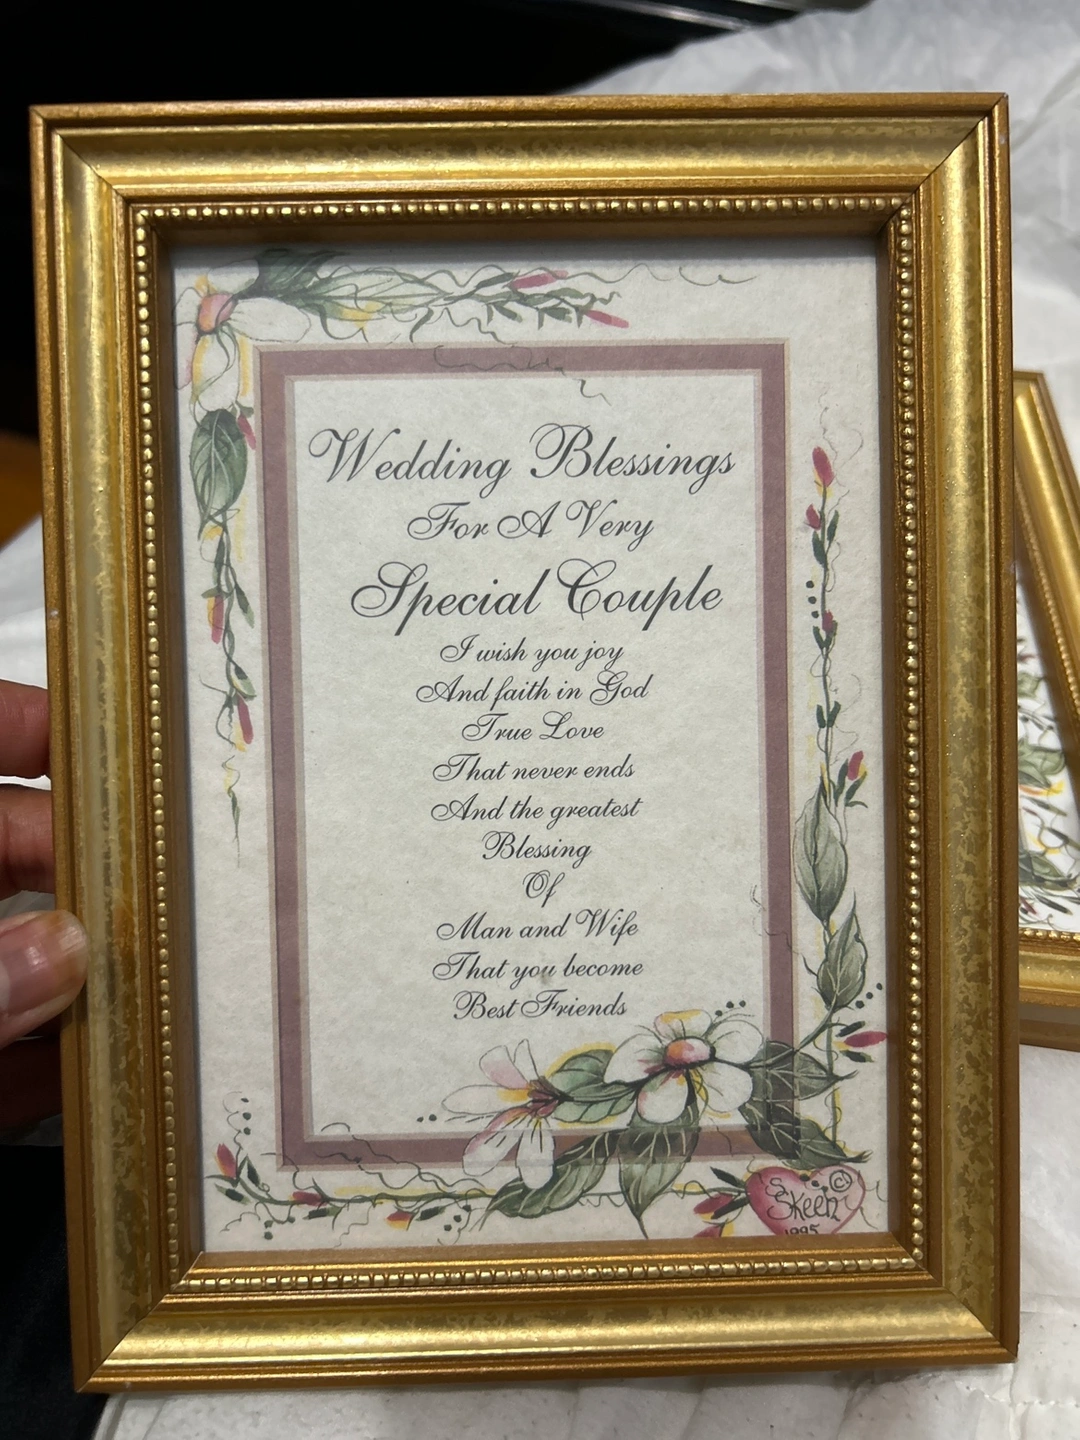 Wedding Blessings
For A Very
Special Couple
I wish you joy
And faith in God
True Love
That never ends
And the greatest
Blessing
Of
Man and Wife
That you become
Best Friends
©
S
Skeen
1995